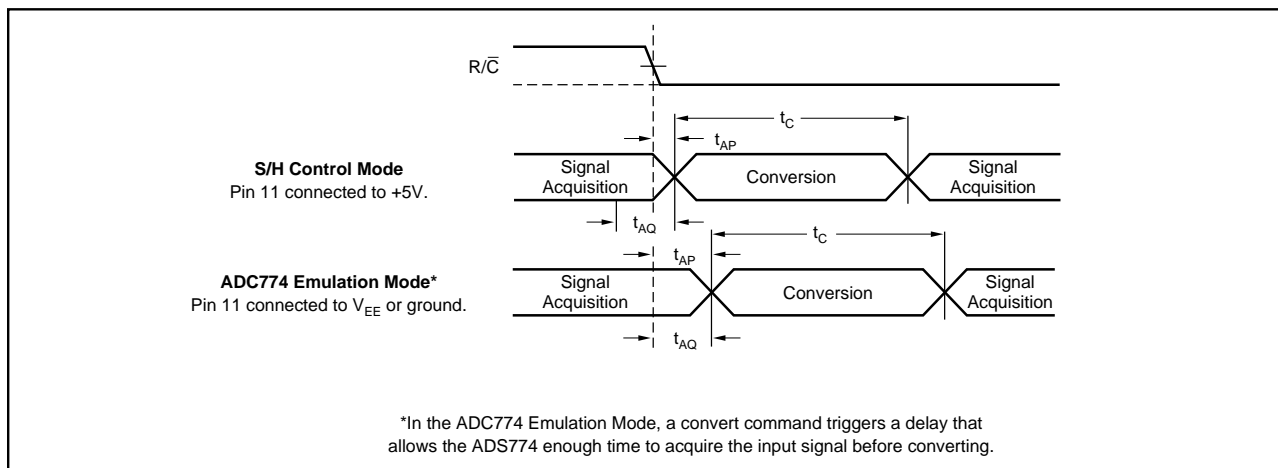 R/C̅
t_C
t_AP
S/H Control Mode
Pin 11 connected to +5V.
Signal
Acquisition
Conversion
Signal
Acquisition
t_AQ
t_C
t_AP
ADC774 Emulation Mode*
Pin 11 connected to V_EE or ground.
Signal
Acquisition
Conversion
Signal
Acquisition
t_AQ
*In the ADC774 Emulation Mode, a convert command triggers a delay that
allows the ADS774 enough time to acquire the input signal before converting.